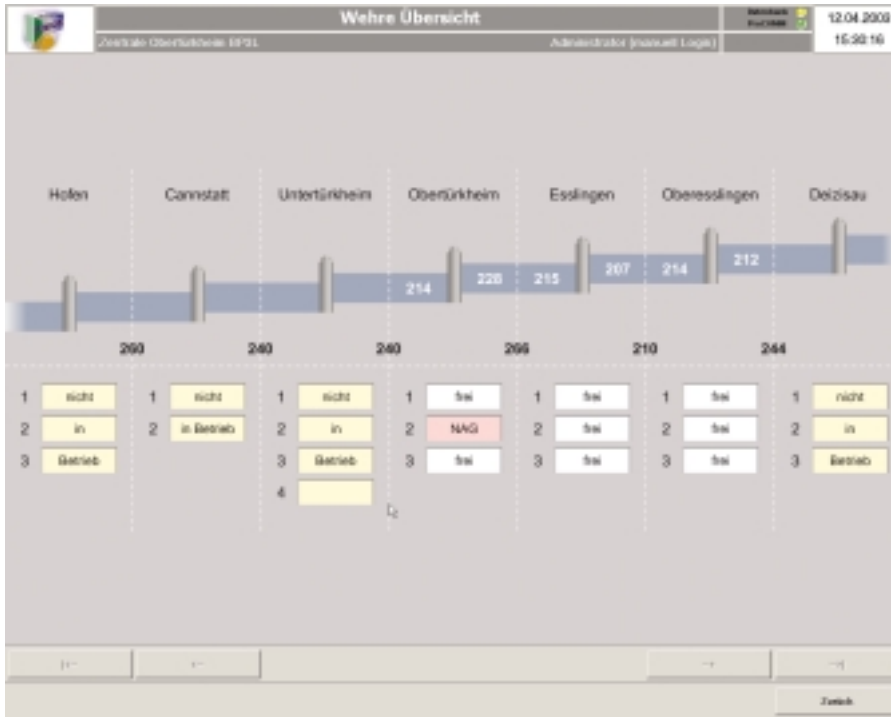 Wehre Übersicht
12.04.2003
Zentrale Obertürkheim BP01
Administrator (manuell Login)
15:30:16
Hofen Cannstatt Untertürkheim Obertürkheim Esslingen Oberesslingen Deizisau
214 228 215 207 214 212
260 240 240 266 210 244
1 nicht 1 nicht 1 nicht 1 frei 1 frei 1 frei 1 nicht
2 in 2 in Betrieb 2 in 2 NAG 2 frei 2 frei 2 in
3 Betrieb 3 Betrieb 3 frei 3 frei 3 frei 3 Betrieb
4
|<-- <-- --> -->|
Zurück